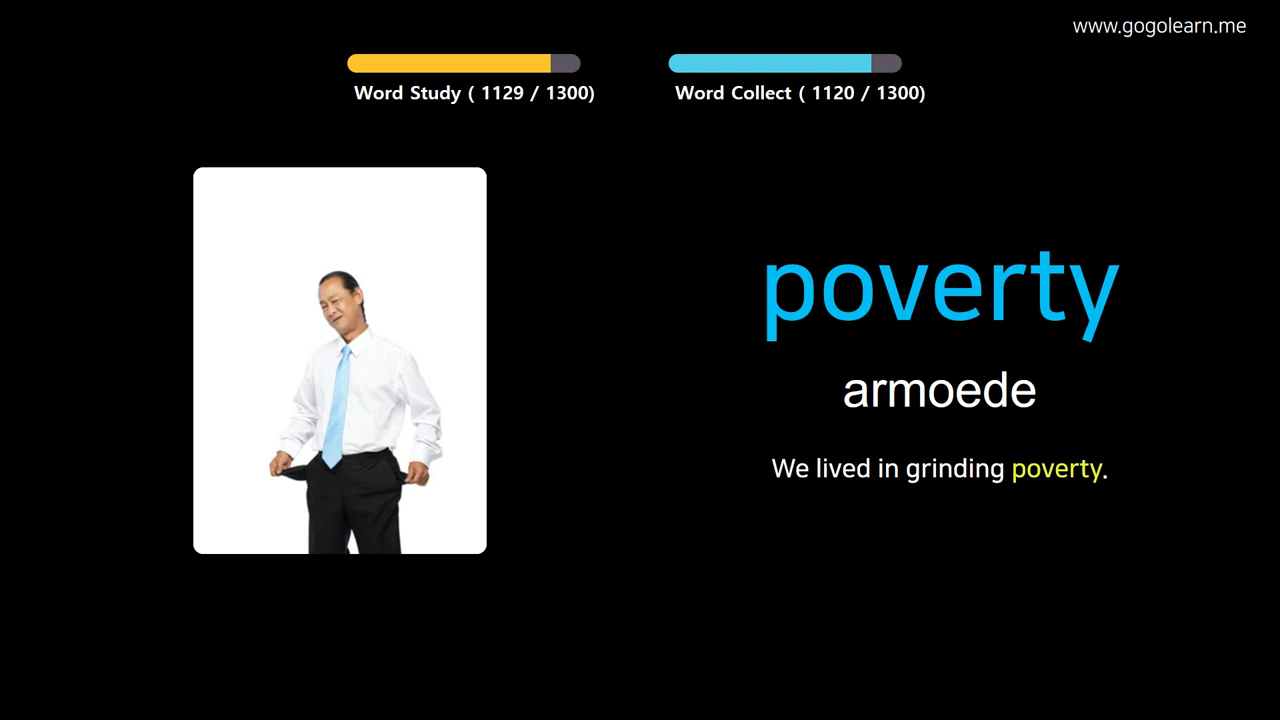 www.gogolearn.me
Word Study ( 1129 / 1300)
Word Collect ( 1120 / 1300)
poverty
armoede
We lived in grinding poverty.